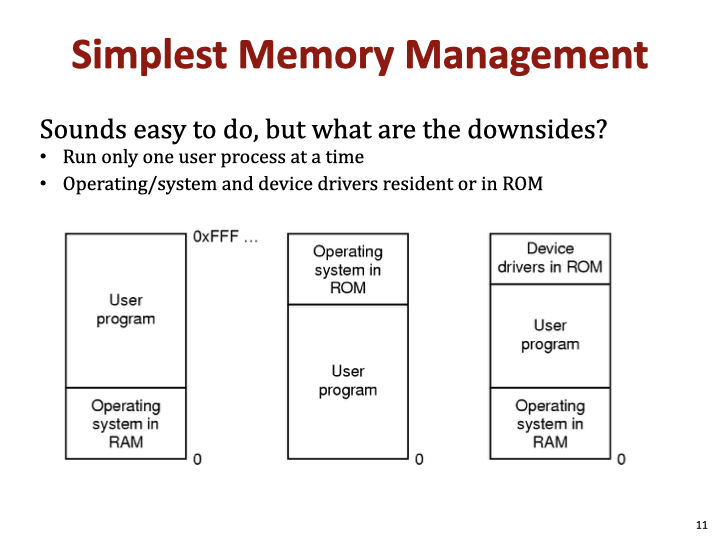 Simplest Memory Management
Sounds easy to do, but what are the downsides?
• Run only one user process at a time
• Operating/system and device drivers resident or in ROM
User
program
Operating
system in
RAM
0xFFF ...
0
Operating
system in
ROM
User
program
0
Device
drivers in ROM
User
program
Operating
system in
RAM
0
11